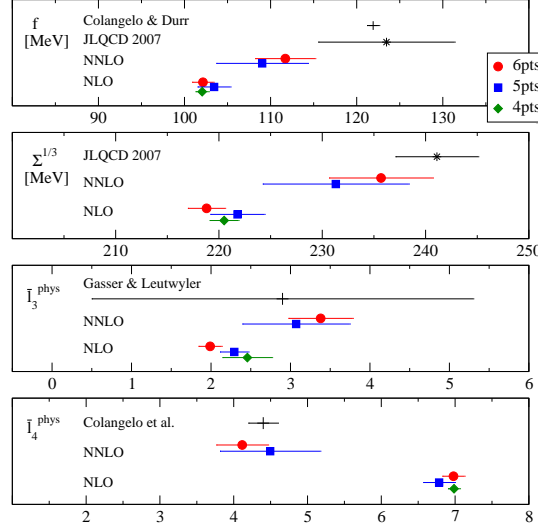 f
Colangelo & Durr
[MeV]
JLQCD 2007
NNLO
NLO
6pts
5pts
4pts
90 100 110 120 130
Σ^1/3
JLQCD 2007
[MeV]
NNLO
NLO
210 220 230 240 250
Gasser & Leutwyler
l̄_3^phys
NNLO
NLO
0 1 2 3 4 5 6
l̄_4^phys
Colangelo et al.
NNLO
NLO
2 3 4 5 6 7 8